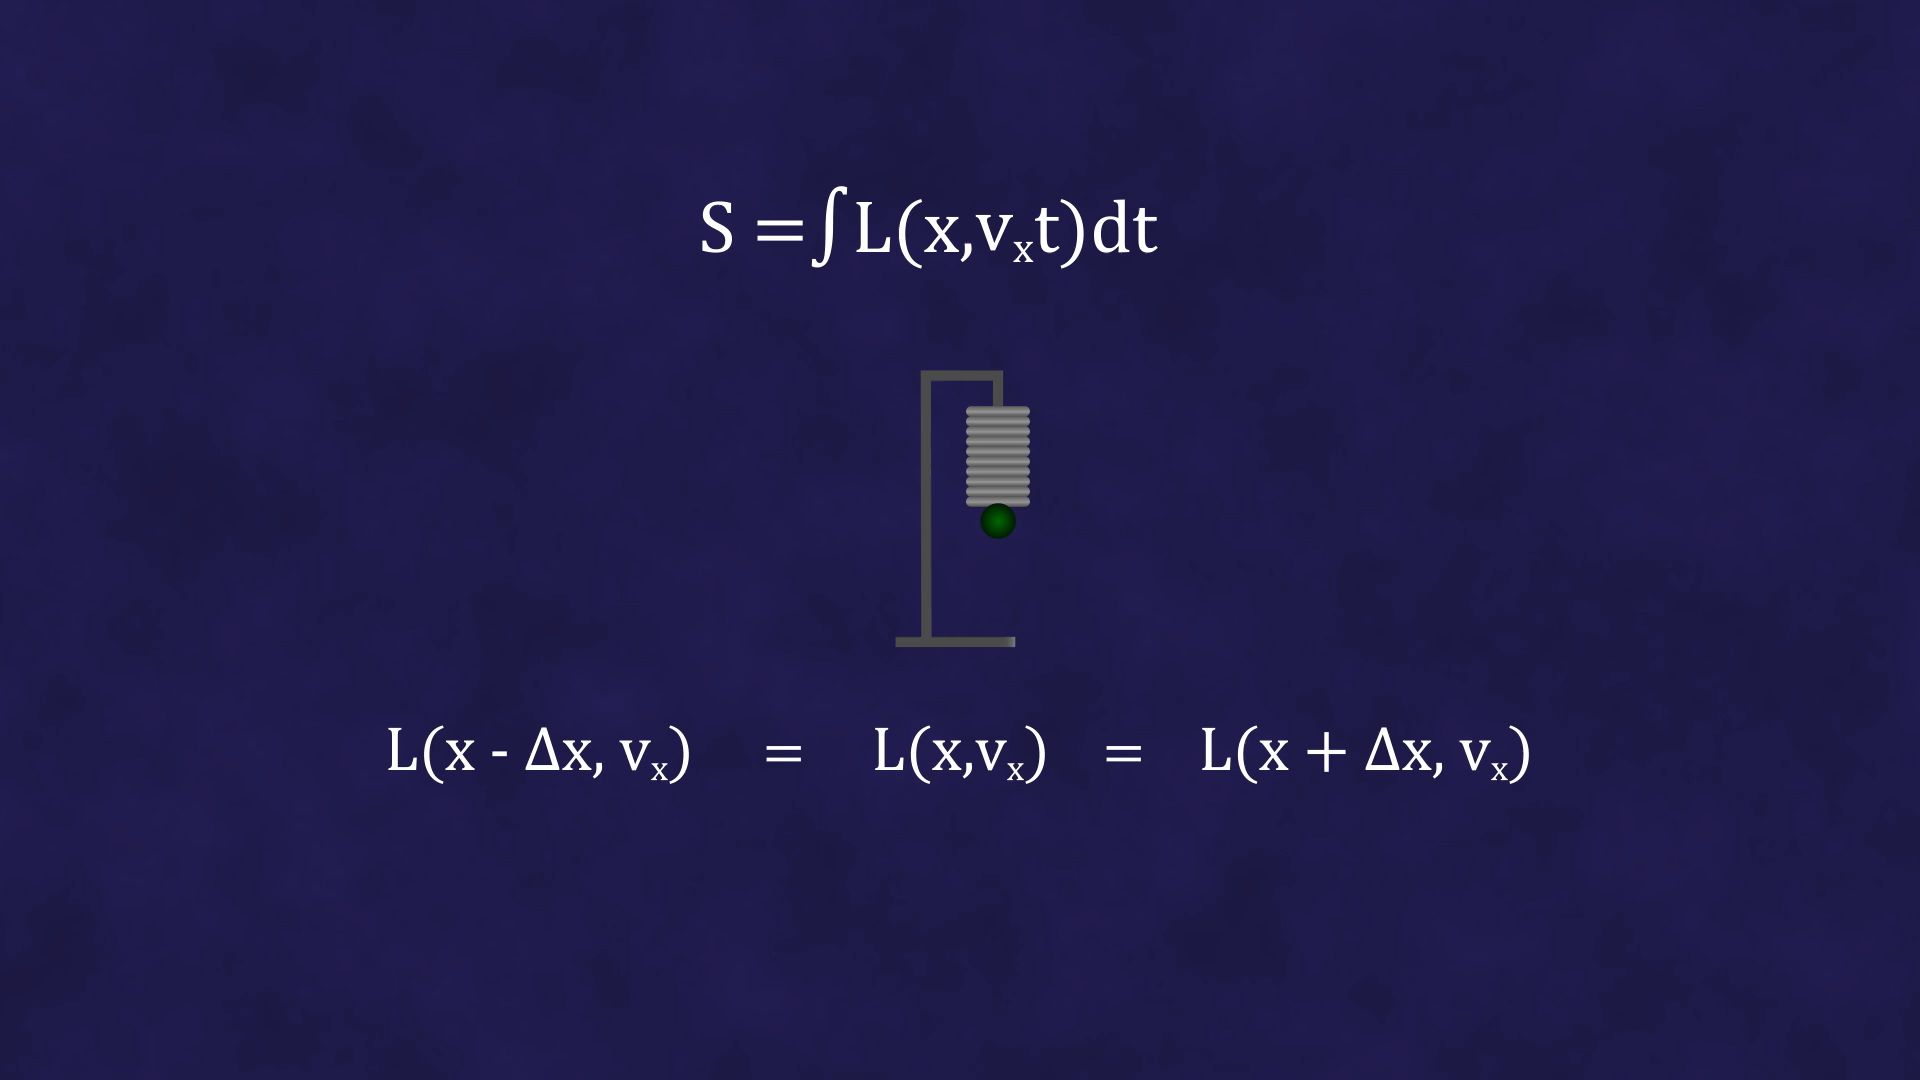 S =∫L(x,vₓt)dt
L(x - Δx, vₓ) = L(x,vₓ) = L(x + Δx, vₓ)